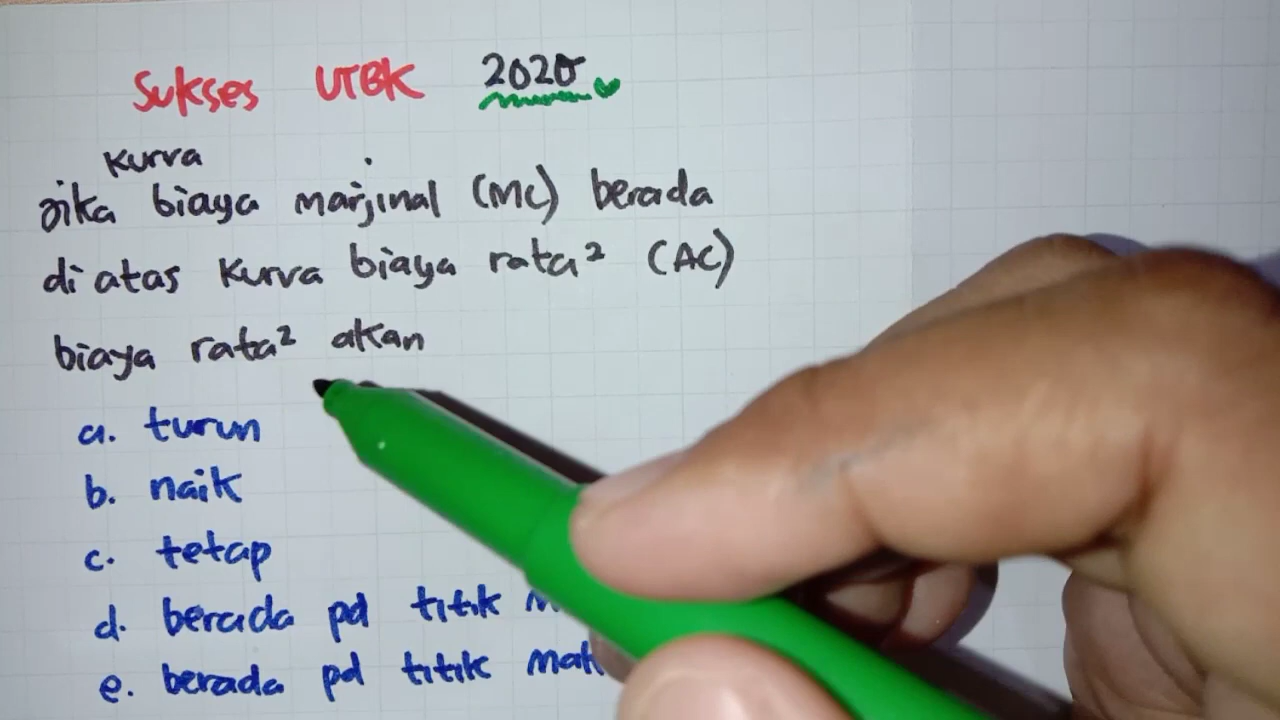 Sukses UTBK 2020
Kurva
jika biaya marjinal (MC) berada
di atas kurva biaya rata² (AC)
biaya rata² akan
a. turun
b. naik
c. tetap
d. berada pd titik
e. berada pd titik